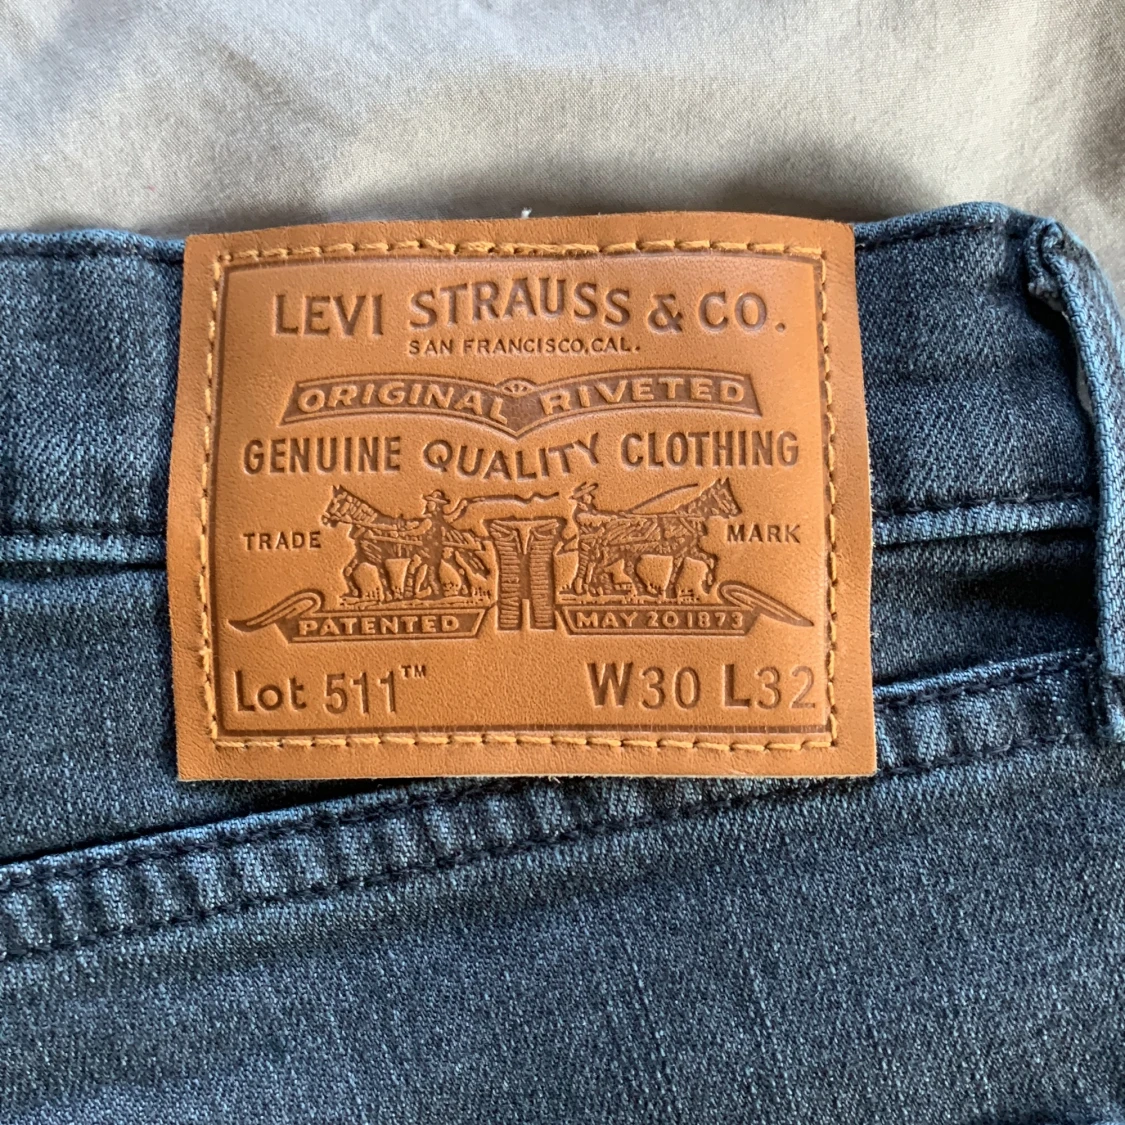 LEVI STRAUSS & CO.
SAN FRANCISCO, CAL.
ORIGINAL RIVETED
GENUINE QUALITY CLOTHING
TRADE MARK
PATENTED MAY 20 1873
Lot 511™ W30 L32